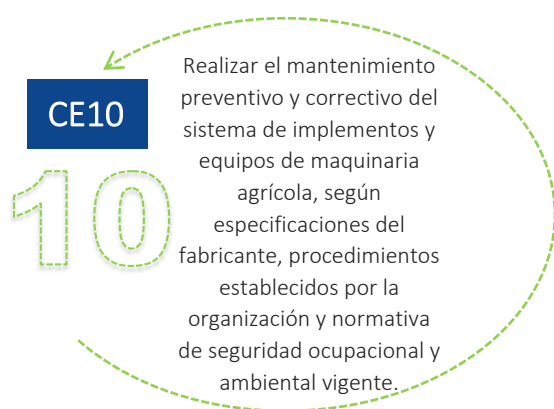 CE10
10
Realizar el mantenimiento
preventivo y correctivo del
sistema de implementos y
equipos de maquinaria
agrícola, según
especificaciones del
fabricante, procedimientos
establecidos por la
organización y normativa
de seguridad ocupacional y
ambiental vigente.